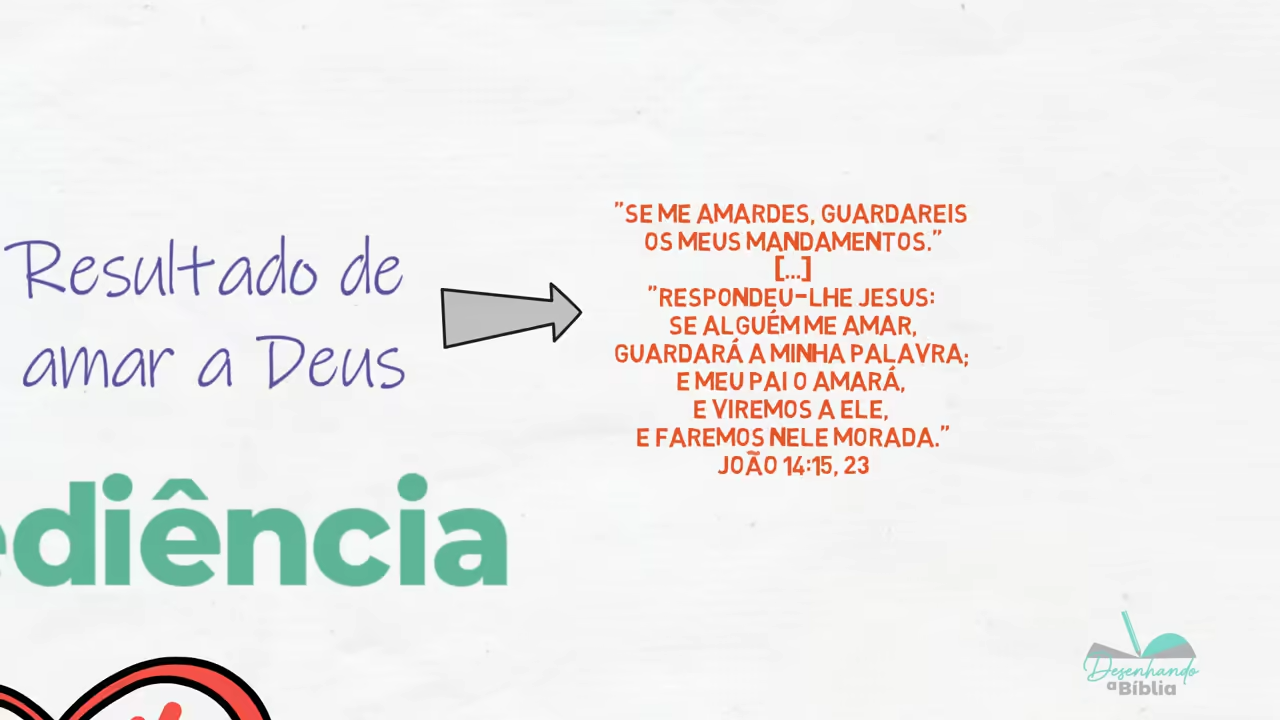 Resultado de
amar a Deus
"SE ME AMARDES, GUARDAREIS
OS MEUS MANDAMENTOS."
[...]
"RESPONDEU-LHE JESUS:
SE ALGUÉM ME AMAR,
GUARDARÁ A MINHA PALAVRA;
E MEU PAI O AMARÁ,
E VIREMOS A ELE,
E FAREMOS NELE MORADA."
JOÃO 14:15, 23
ediência
Desenhando
a Bíblia